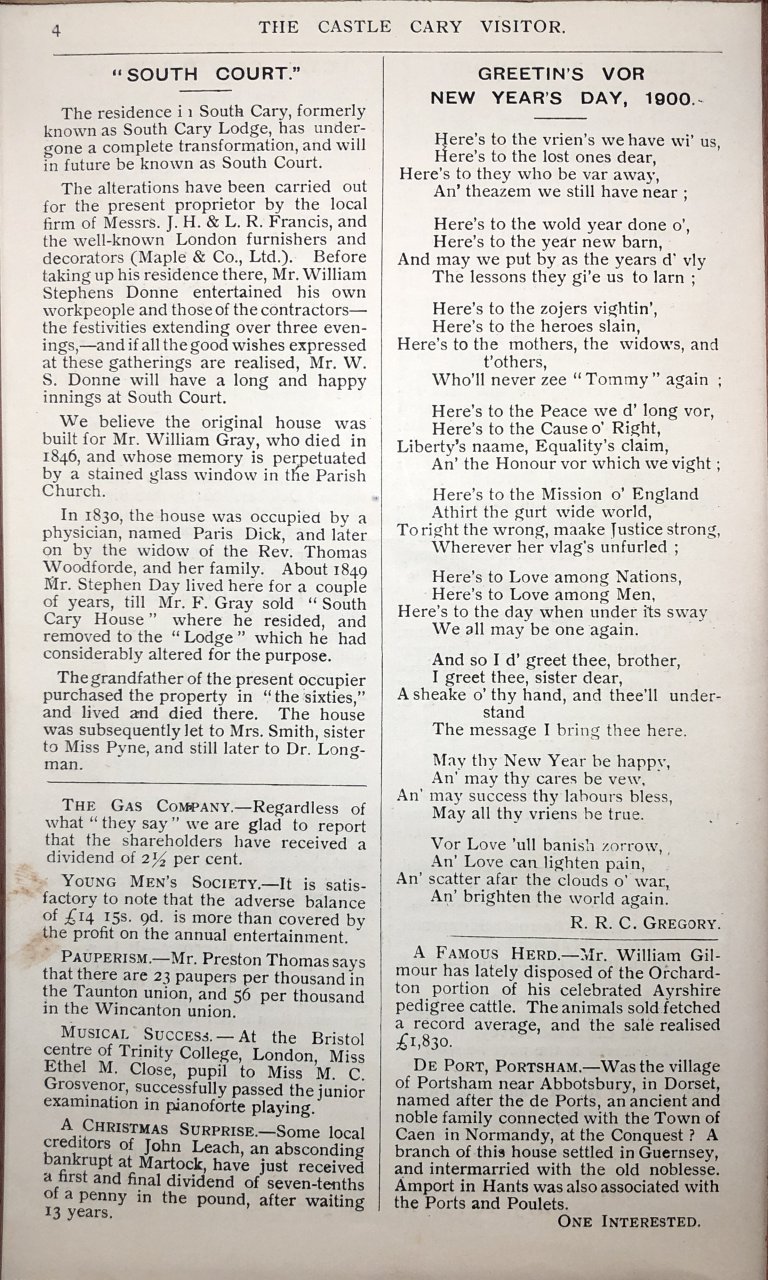 4
THE CASTLE CARY VISITOR.
"SOUTH COURT."
The residence i 1 South Cary, formerly
known as South Cary Lodge, has under-
gone a complete transformation, and will
in future be known as South Court.
The alterations have been carried out
for the present proprietor by the local
firm of Messrs. J. H. & L. R. Francis, and
the well-known London furnishers and
decorators (Maple & Co., Ltd.). Before
taking up his residence there, Mr. William
Stephens Donne entertained his own
workpeople and those of the contractors—
the festivities extending over three even-
ings,—and if all the good wishes expressed
at these gatherings are realised, Mr. W.
S. Donne will have a long and happy
innings at South Court.
We believe the original house was
built for Mr. William Gray, who died in
1846, and whose memory is perpetuated
by a stained glass window in the Parish
Church.
In 1830, the house was occupied by a
physician, named Paris Dick, and later
on by the widow of the Rev. Thomas
Woodforde, and her family. About 1849
Mr. Stephen Day lived here for a couple
of years, till Mr. F. Gray sold "South
Cary House" where he resided, and
removed to the "Lodge" which he had
considerably altered for the purpose.
The grandfather of the present occupier
purchased the property in "the sixties,"
and lived and died there. The house
was subsequently let to Mrs. Smith, sister
to Miss Pyne, and still later to Dr. Long-
man.
THE GAS COMPANY.—Regardless of
what "they say" we are glad to report
that the shareholders have received a
dividend of 2½ per cent.
YOUNG MEN'S SOCIETY.—It is satis-
factory to note that the adverse balance
of £14 15s. 9d. is more than covered by
the profit on the annual entertainment.
PAUPERISM.—Mr. Preston Thomas says
that there are 23 paupers per thousand in
the Taunton union, and 56 per thousand
in the Wincanton union.
MUSICAL SUCCESS.—At the Bristol
centre of Trinity College, London, Miss
Ethel M. Close, pupil to Miss M. C.
Grosvenor, successfully passed the junior
examination in pianoforte playing.
A CHRISTMAS SURPRISE.—Some local
creditors of John Leach, an absconding
bankrupt at Martock, have just received
a first and final dividend of seven-tenths
of a penny in the pound, after waiting
13 years.
GREETIN'S VOR
NEW YEAR'S DAY, 1900.
Here's to the vrien's we have wi' us,
Here's to the lost ones dear,
Here's to they who be var away,
An' theazem we still have near ;
Here's to the wold year done o',
Here's to the year new barn,
And may we put by as the years d' vly
The lessons they gi'e us to larn ;
Here's to the zojers vightin',
Here's to the heroes slain,
Here's to the mothers, the widows, and
t'others,
Who'll never zee "Tommy" again ;
Here's to the Peace we d' long vor,
Here's to the Cause o' Right,
Liberty's naame, Equality's claim,
An' the Honour vor which we vight ;
Here's to the Mission o' England
Athirt the gurt wide world,
To right the wrong, maake Justice strong,
Wherever her vlag's unfurled ;
Here's to Love among Nations,
Here's to Love among Men,
Here's to the day when under its sway
We all may be one again.
And so I d' greet thee, brother,
I greet thee, sister dear,
A sheake o' thy hand, and thee'll under-
stand
The message I bring thee here.
May thy New Year be happy,
An' may thy cares be vew,
An' may success thy labours bless,
May all thy vriens be true.
Vor Love 'ull banish zorrow,
An' Love can lighten pain,
An' scatter afar the clouds o' war,
An' brighten the world again.
R. R. C. GREGORY.
A FAMOUS HERD.—Mr. William Gil-
mour has lately disposed of the Orchard-
ton portion of his celebrated Ayrshire
pedigree cattle. The animals sold fetched
a record average, and the sale realised
£1,830.
DE PORT, PORTSHAM.—Was the village
of Portsham near Abbotsbury, in Dorset,
named after the de Ports, an ancient and
noble family connected with the Town of
Caen in Normandy, at the Conquest ? A
branch of this house settled in Guernsey,
and intermarried with the old noblesse.
Amport in Hants was also associated with
the Ports and Poulets.
ONE INTERESTED.